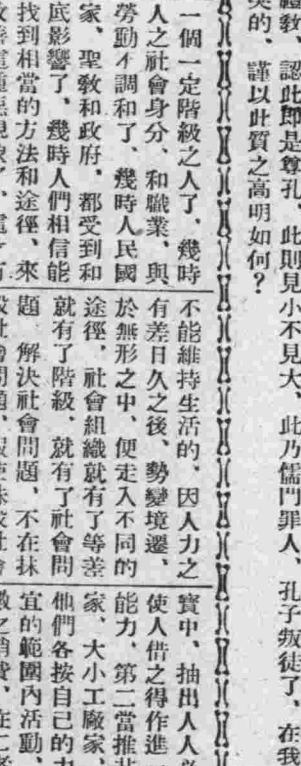 禮教、認此即是尊孔、此則見小不見大、此乃儒門罪人、孔子叛徒了、在我
的、謹以此質之高明如何？
一個一定階級之人了、幾時
人之社會身分、和職業、與
勞動不調和了、幾時人民國
家、聖敎和政府、都受到和
底影響了、幾時人們相信能
找到相當的方法和途徑、來
不能維持生活的、因人力之
有差日久之後、勢變境遷、
於無形之中、便走入不同的
途徑、社會組織就有了等差
就有了階級、就有了社會問
題 解決社會問題、不在抹
實中、抽出人人
使人借之得作進
能力、第二當推
家、大小工廠家、
他們各按自己的力
宜的範圍內活動、